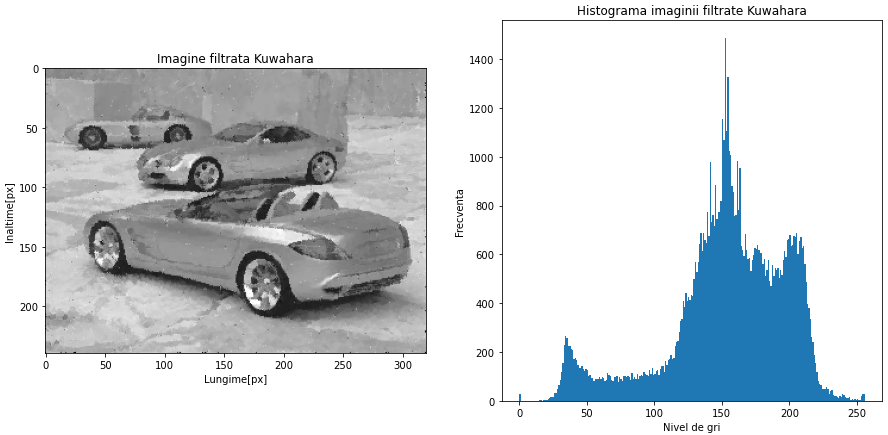 Imagine filtrata Kuwahara
0
50
100
150
200
Inaltime[px]
0 50 100 150 200 250 300
Lungime[px]
Histograma imaginii filtrate Kuwahara
1400
1200
1000
800
600
400
200
0
Frecventa
0 50 100 150 200 250
Nivel de gri